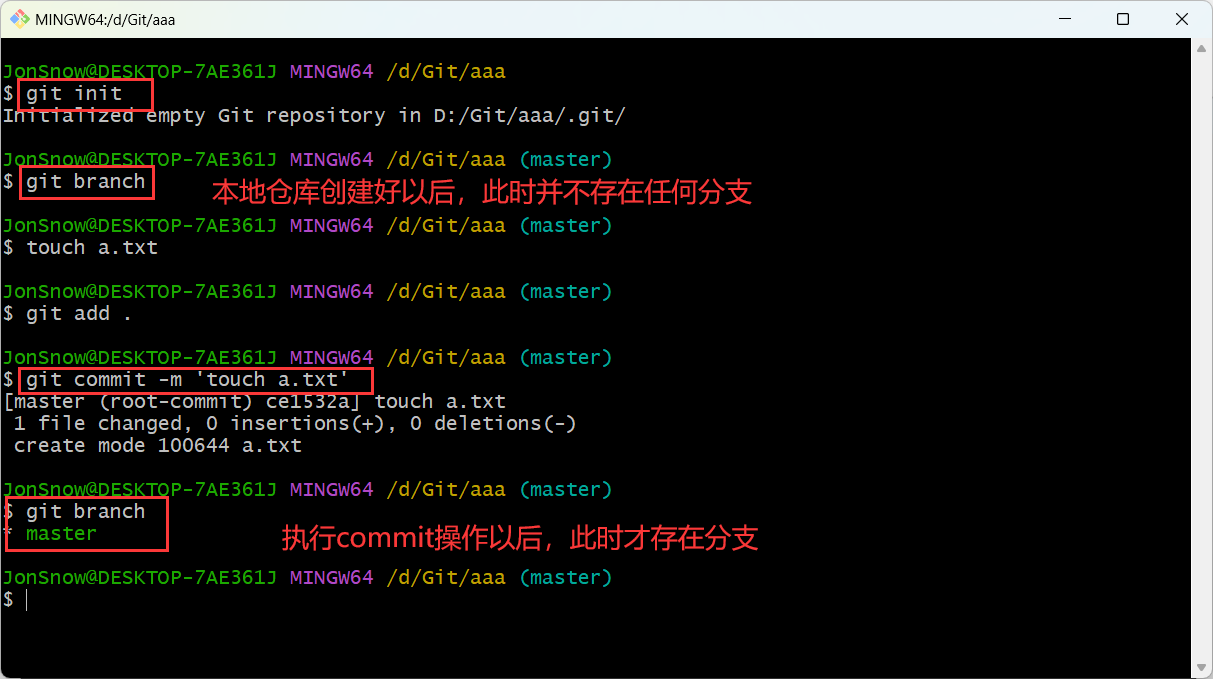 MINGW64:/d/Git/aaa
JonSnow@DESKTOP-7AE361J MINGW64 /d/Git/aaa
$ git init
Initialized empty Git repository in D:/Git/aaa/.git/
JonSnow@DESKTOP-7AE361J MINGW64 /d/Git/aaa (master)
$ git branch
本地仓库创建好以后，此时并不存在任何分支
JonSnow@DESKTOP-7AE361J MINGW64 /d/Git/aaa (master)
$ touch a.txt
JonSnow@DESKTOP-7AE361J MINGW64 /d/Git/aaa (master)
$ git add .
JonSnow@DESKTOP-7AE361J MINGW64 /d/Git/aaa (master)
$ git commit -m 'touch a.txt'
[master (root-commit) ce1532a] touch a.txt
1 file changed, 0 insertions(+), 0 deletions(-)
create mode 100644 a.txt
JonSnow@DESKTOP-7AE361J MINGW64 /d/Git/aaa (master)
$ git branch
* master
执行commit操作以后，此时才存在分支
JonSnow@DESKTOP-7AE361J MINGW64 /d/Git/aaa (master)
$